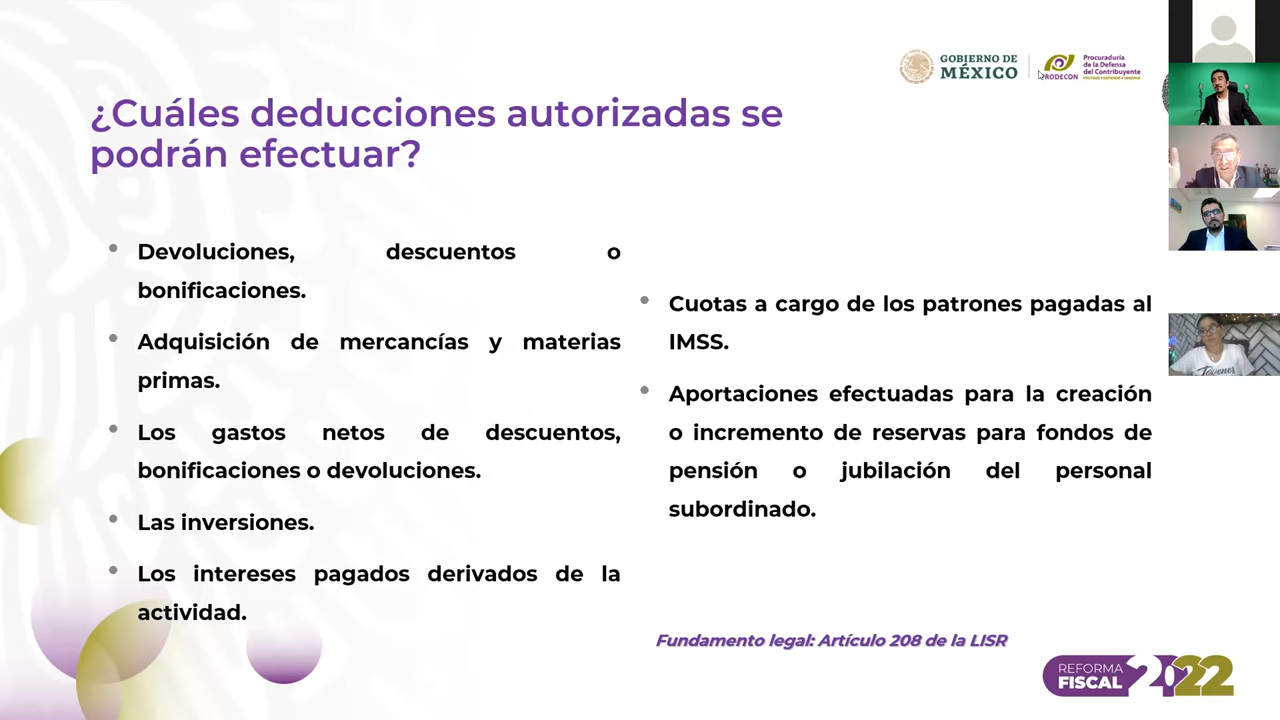 GOBIERNO DE
MÉXICO
PRODECON
Procuraduría
de la Defensa
del Contribuyente
¿Cuáles deducciones autorizadas se
podrán efectuar?
Devoluciones, descuentos o
bonificaciones.
Adquisición de mercancías y materias
primas.
Los gastos netos de descuentos,
bonificaciones o devoluciones.
Las inversiones.
Los intereses pagados derivados de la
actividad.
Cuotas a cargo de los patrones pagadas al
IMSS.
Aportaciones efectuadas para la creación
o incremento de reservas para fondos de
pensión o jubilación del personal
subordinado.
Fundamento legal: Artículo 208 de la LISR
REFORMA
FISCAL 2022